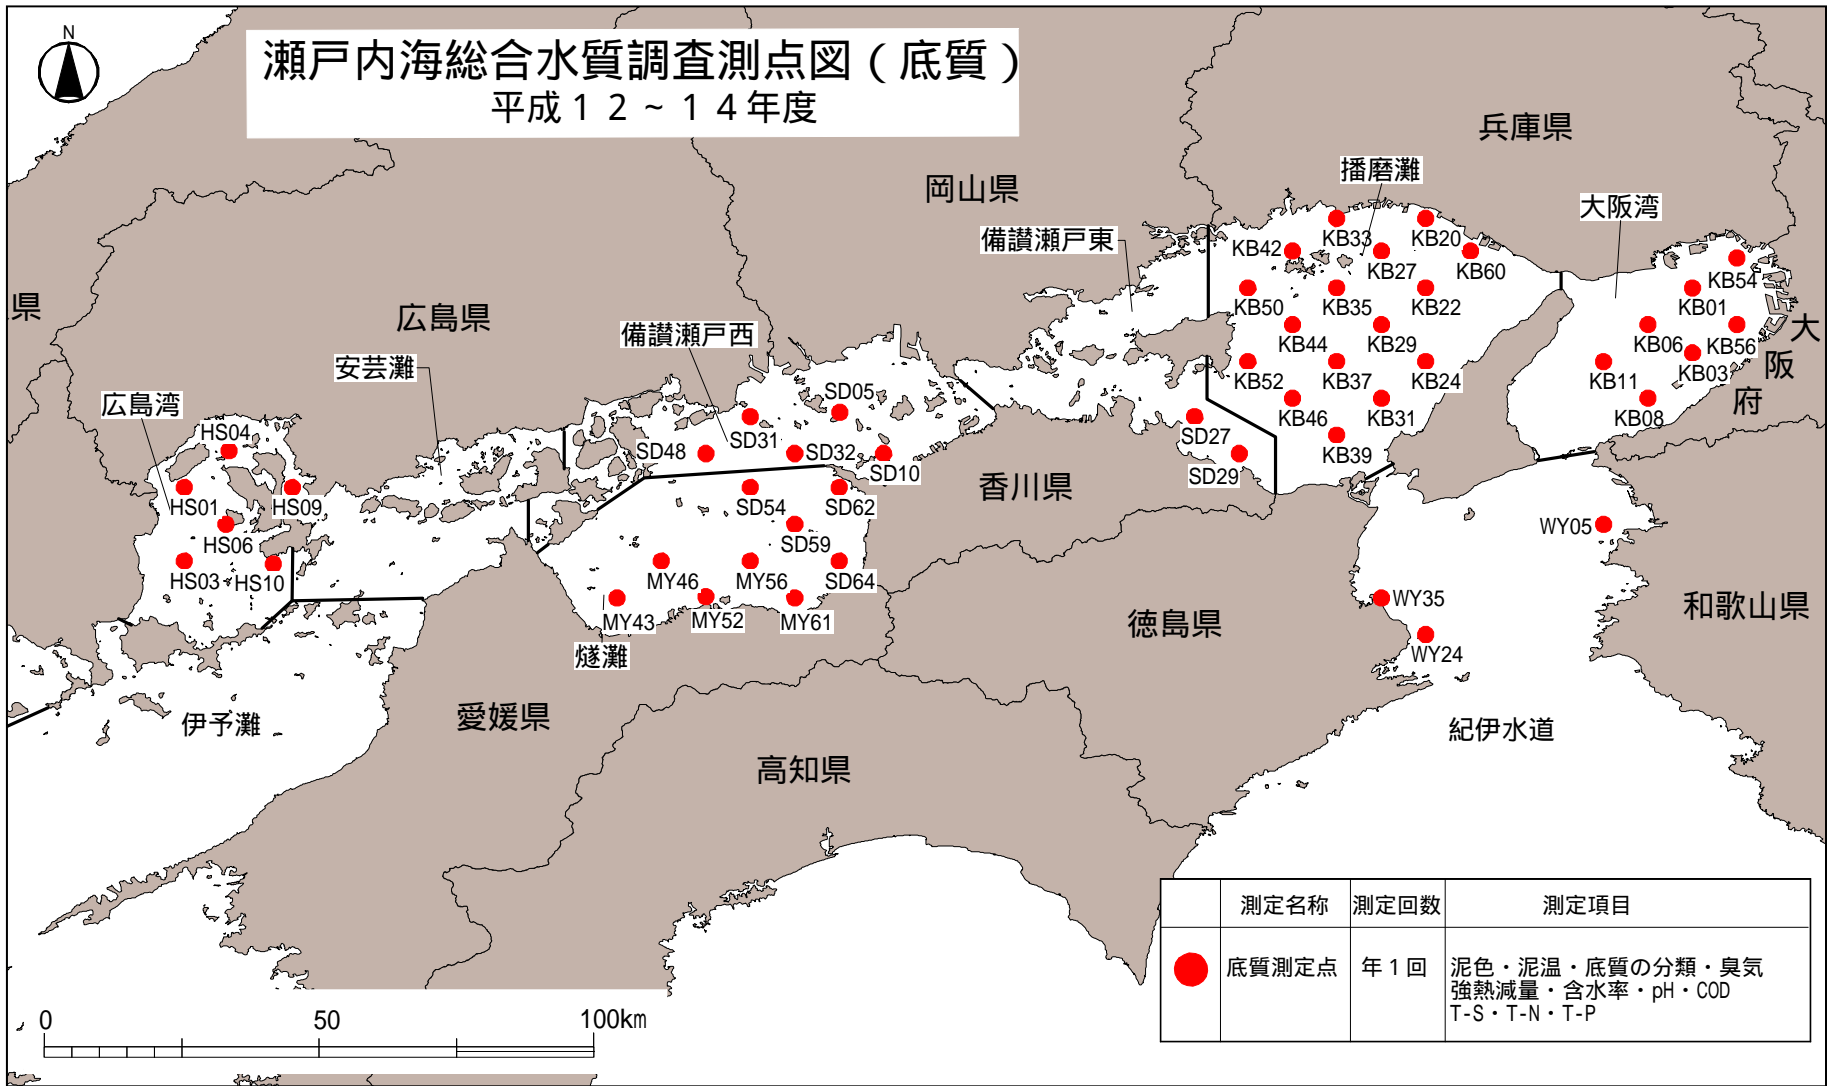 N
瀬戸内海総合水質調査測点図（底質）
平成１２～１４年度
兵庫県
播磨灘
岡山県
大阪湾
備讃瀬戸東
県
広島県
備讃瀬戸西
安芸灘
広島湾
大
阪
府
KB33
KB20
KB42
KB27
KB60
KB54
KB50
KB35
KB22
KB01
KB44
KB29
KB06
KB56
KB03
KB52
KB37
KB24
KB11
KB46
KB31
KB08
KB39
SD05
SD31
SD27
HS04
SD48
SD32
SD10
SD29
香川県
HS01
HS09
SD54
SD62
HS06
SD59
WY05
HS03
HS10
MY46
MY56
SD64
MY43
MY52
MY61
WY35
燧灘
徳島県
和歌山県
WY24
伊予灘
愛媛県
紀伊水道
高知県
測定名称
測定回数
測定項目
底質測定点
年１回
泥色・泥温・底質の分類・臭気
強熱減量・含水率・pH・COD
T-S・T-N・T-P
0
50
100km